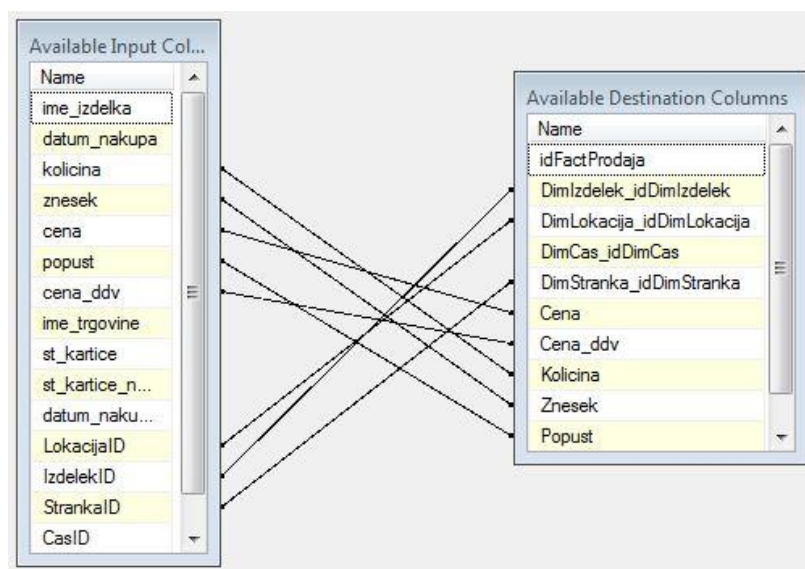 Available Input Col...
Name
ime_izdelka
datum_nakupa
kolicina
znesek
cena
popust
cena_ddv
ime_trgovine
st_kartice
st_kartice_n...
datum_naku...
LokacijaID
IzdelekID
StrankaID
CasID
Available Destination Columns
Name
idFactProdaja
DimIzdelek_idDimIzdelek
DimLokacija_idDimLokacija
DimCas_idDimCas
DimStranka_idDimStranka
Cena
Cena_ddv
Kolicina
Znesek
Popust